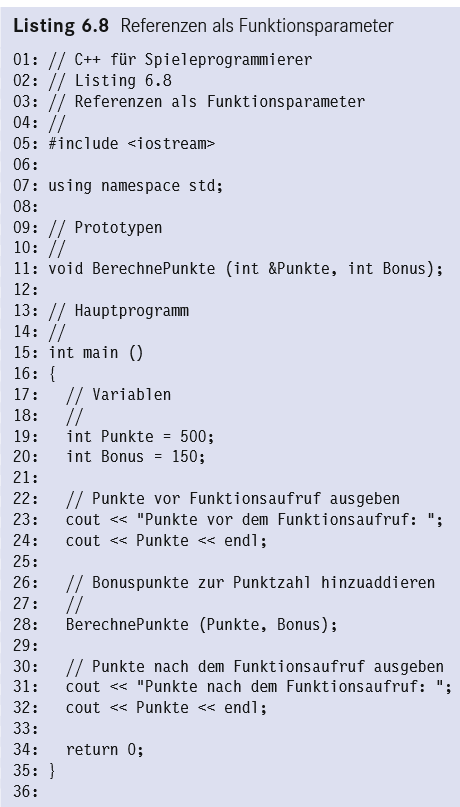 Listing 6.8 Referenzen als Funktionsparameter
01: // C++ für Spieleprogrammierer
02: // Listing 6.8
03: // Referenzen als Funktionsparameter
04: //
05: #include <iostream>
06:
07: using namespace std;
08:
09: // Prototypen
10: //
11: void BerechnePunkte (int &Punkte, int Bonus);
12:
13: // Hauptprogramm
14: //
15: int main ()
16: {
17:   // Variablen
18:   //
19:   int Punkte = 500;
20:   int Bonus = 150;
21:
22:   // Punkte vor Funktionsaufruf ausgeben
23:   cout << "Punkte vor dem Funktionsaufruf: ";
24:   cout << Punkte << endl;
25:
26:   // Bonuspunkte zur Punktzahl hinzuaddieren
27:   //
28:   BerechnePunkte (Punkte, Bonus);
29:
30:   // Punkte nach dem Funktionsaufruf ausgeben
31:   cout << "Punkte nach dem Funktionsaufruf: ";
32:   cout << Punkte << endl;
33:
34:   return 0;
35: }
36: